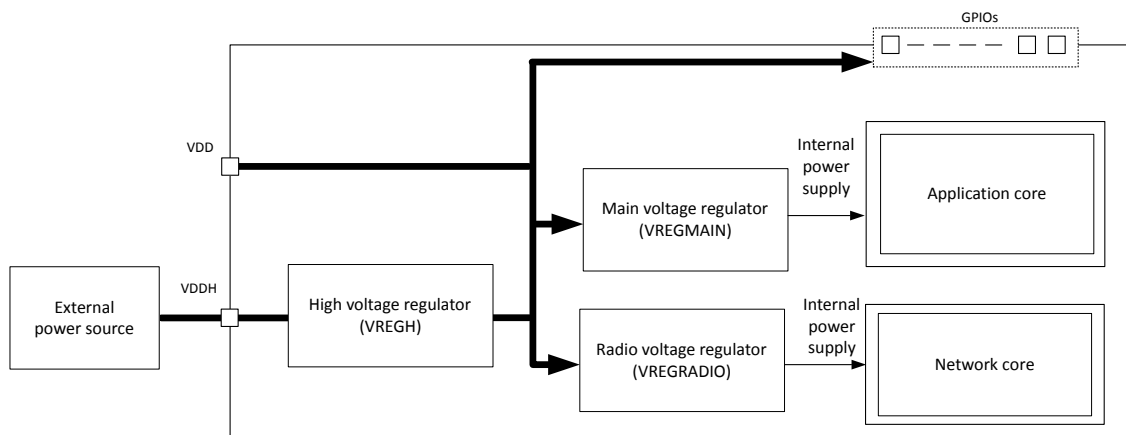 GPIOs
VDD
Internal
power
supply
Main voltage regulator
(VREGMAIN)
Application core
VDDH
External
power source
High voltage regulator
(VREGH)
Internal
power
supply
Radio voltage regulator
(VREGRADIO)
Network core